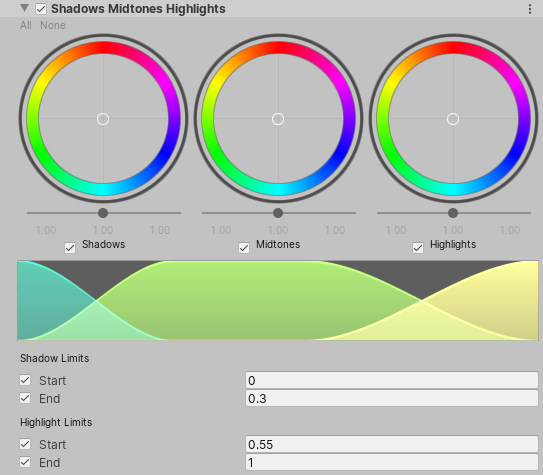 Shadows Midtones Highlights
All None
1.00 1.00 1.00 1.00 1.00 1.00 1.00 1.00 1.00
Shadows Midtones Highlights
Shadow Limits
Start 0
End 0.3
Highlight Limits
Start 0.55
End 1